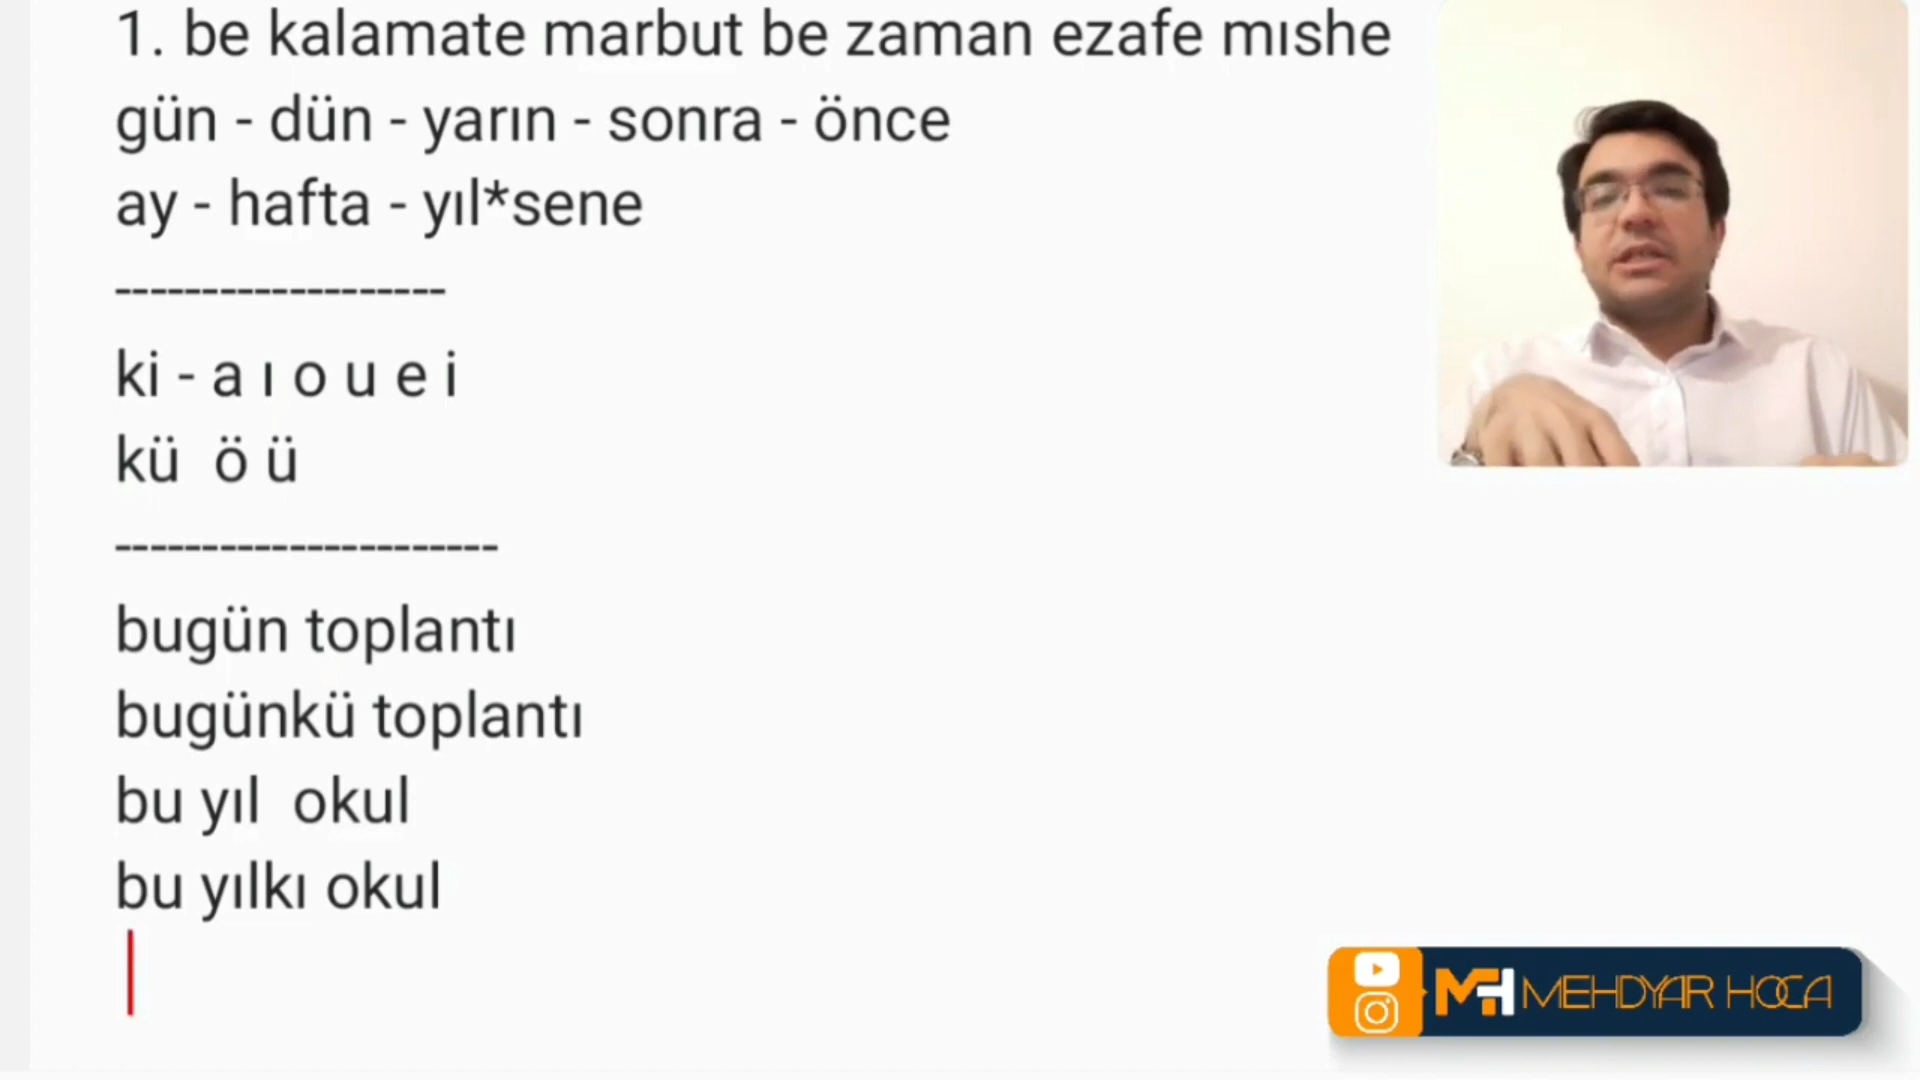 1. be kalamate marbut be zaman ezafe mıshe
gün - dün - yarın - sonra - önce
ay - hafta - yıl*sene
-------------------
ki - a ı o u e i
kü  ö ü
----------------------
bugün toplantı
bugünkü toplantı
bu yıl  okul
bu yılkı okul
MH MEHDYAR HOCA